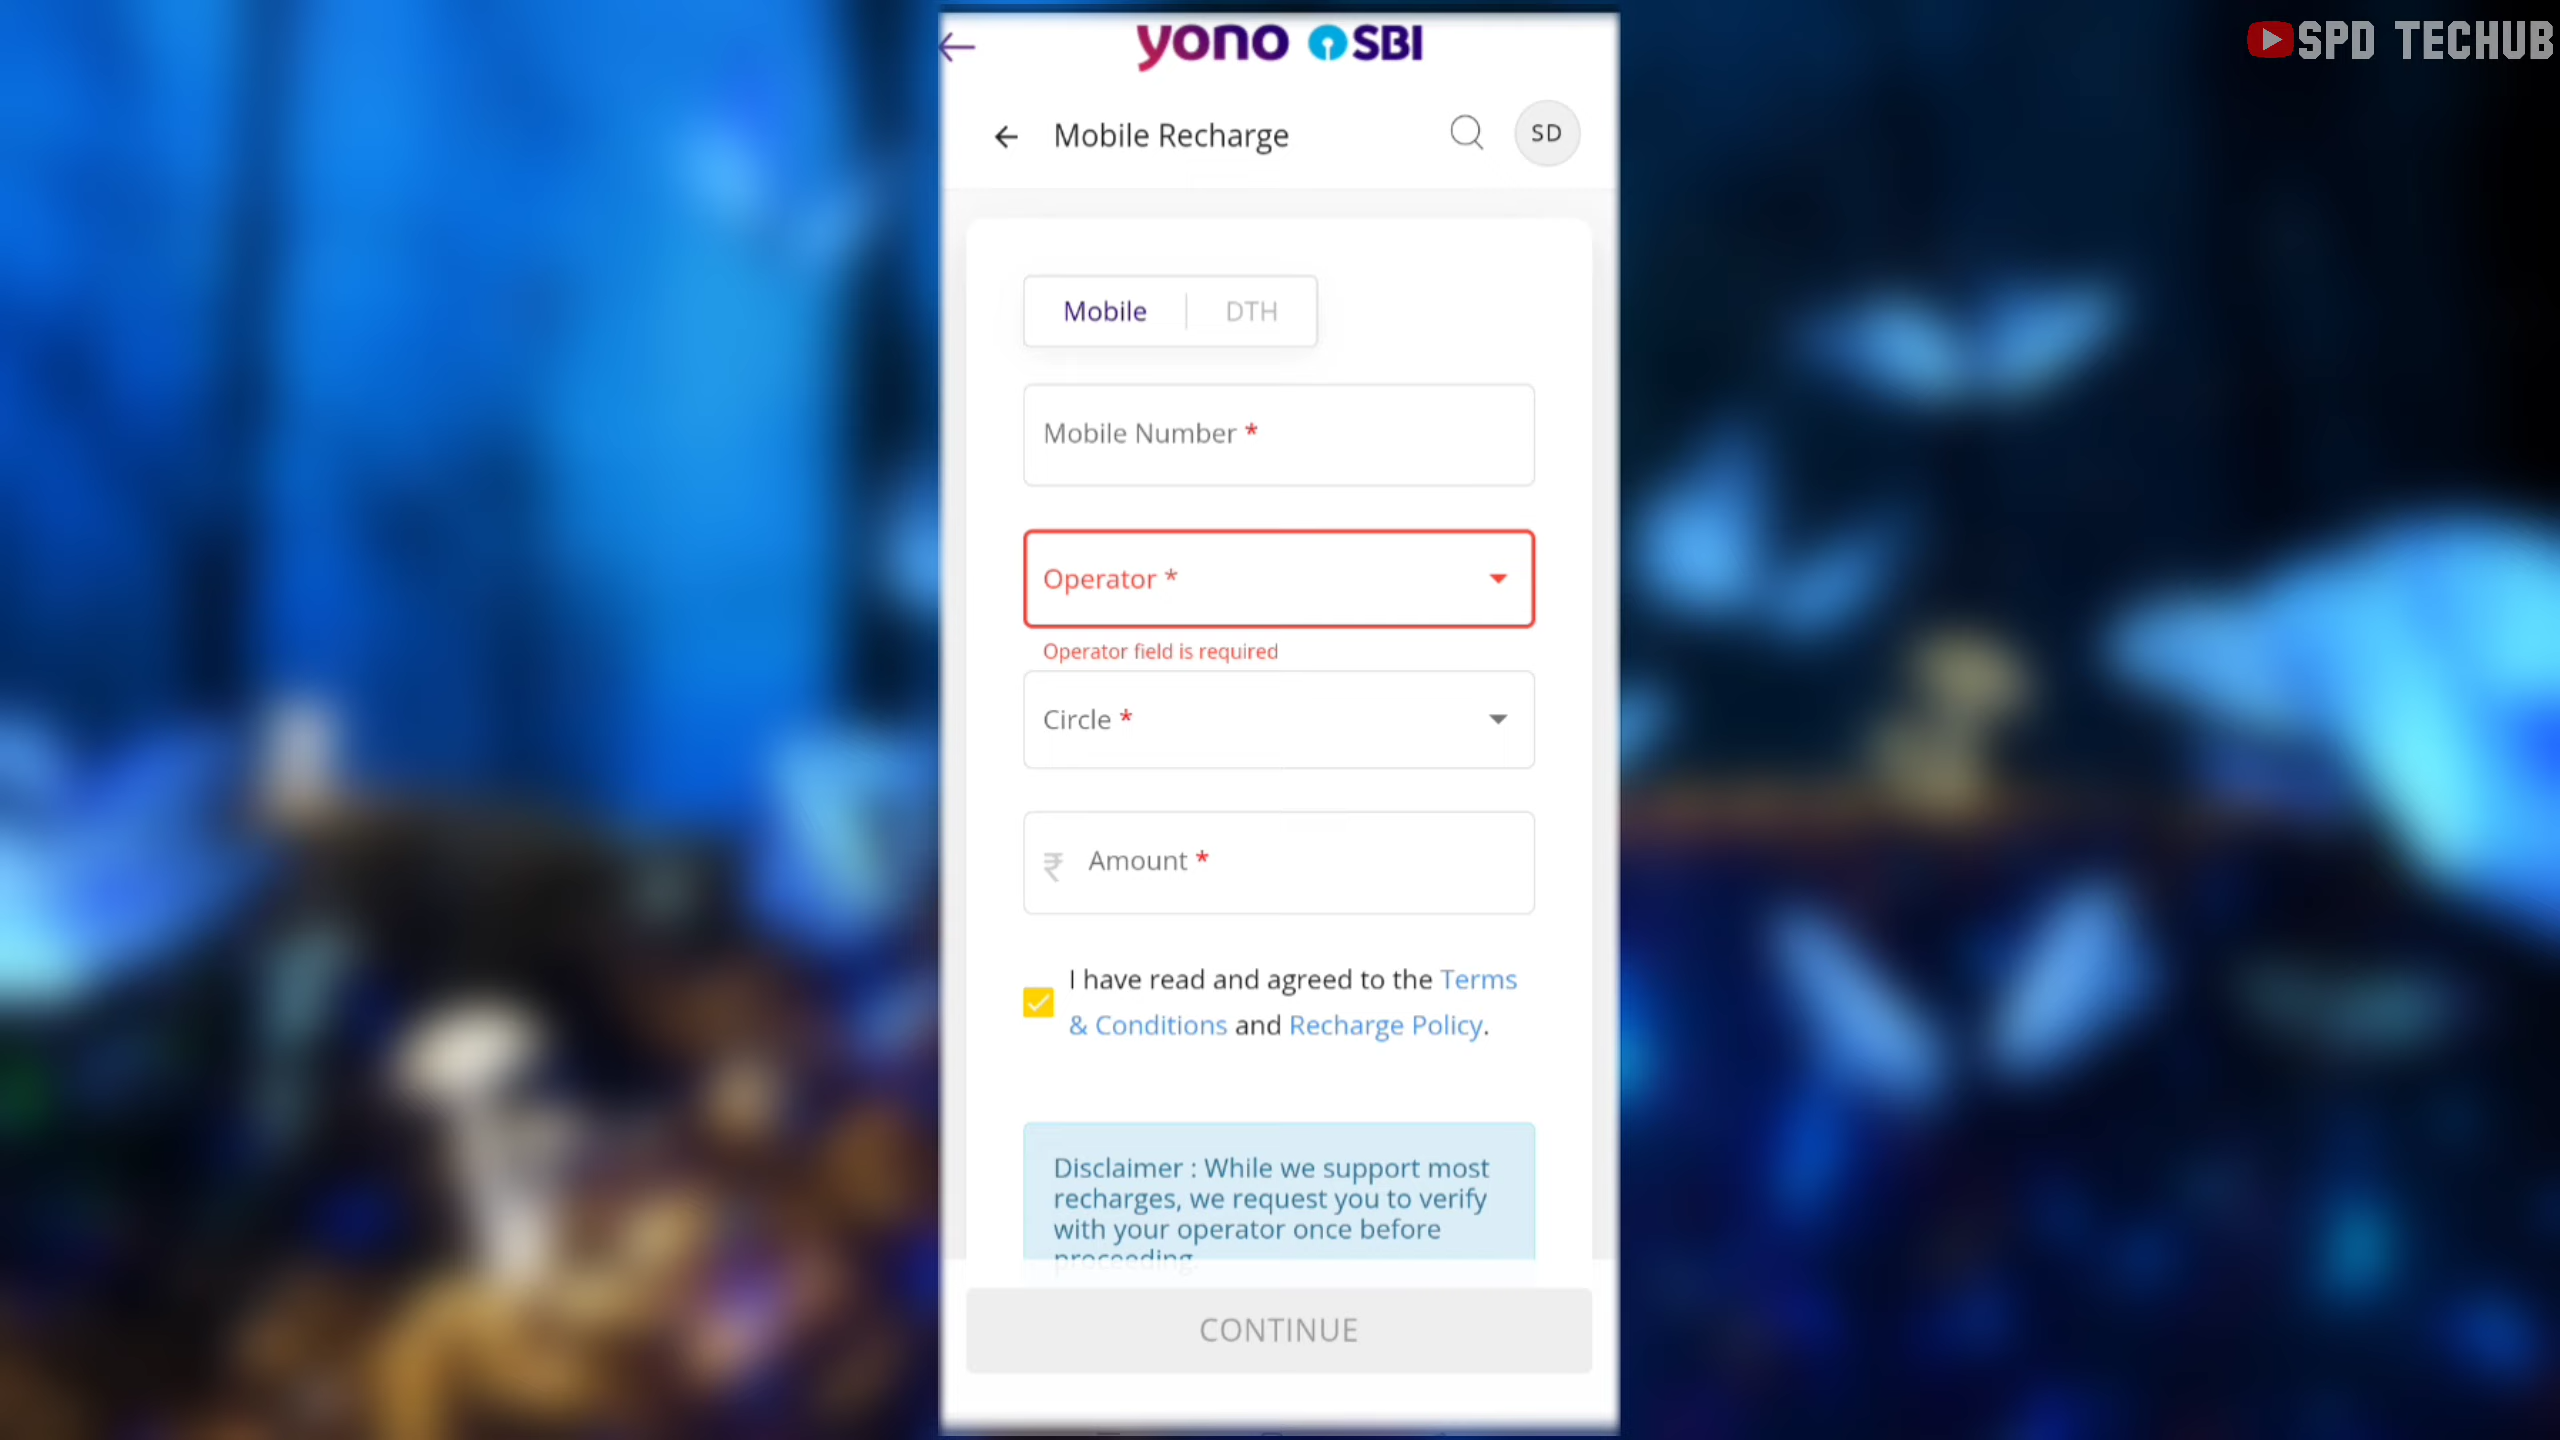 yono SBI
SPD TECHUB
Mobile Recharge
SD
Mobile
DTH
Mobile Number *
Operator *
Operator field is required
Circle *
₹ Amount *
I have read and agreed to the Terms
& Conditions and Recharge Policy.
Disclaimer : While we support most
recharges, we request you to verify
with your operator once before
proceeding.
CONTINUE